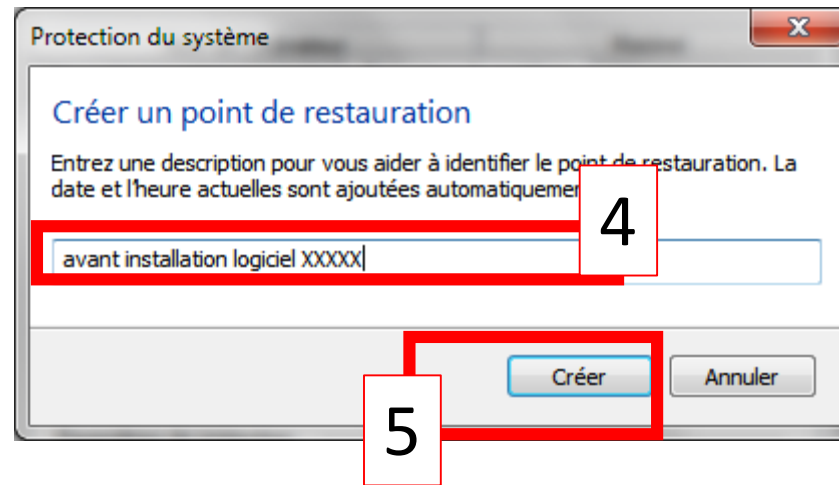 Protection du système
Créer un point de restauration
Entrez une description pour vous aider à identifier le point de restauration. La
date et l'heure actuelles sont ajoutées
4
avant installation logiciel XXXXX
Créer
Annuler
5